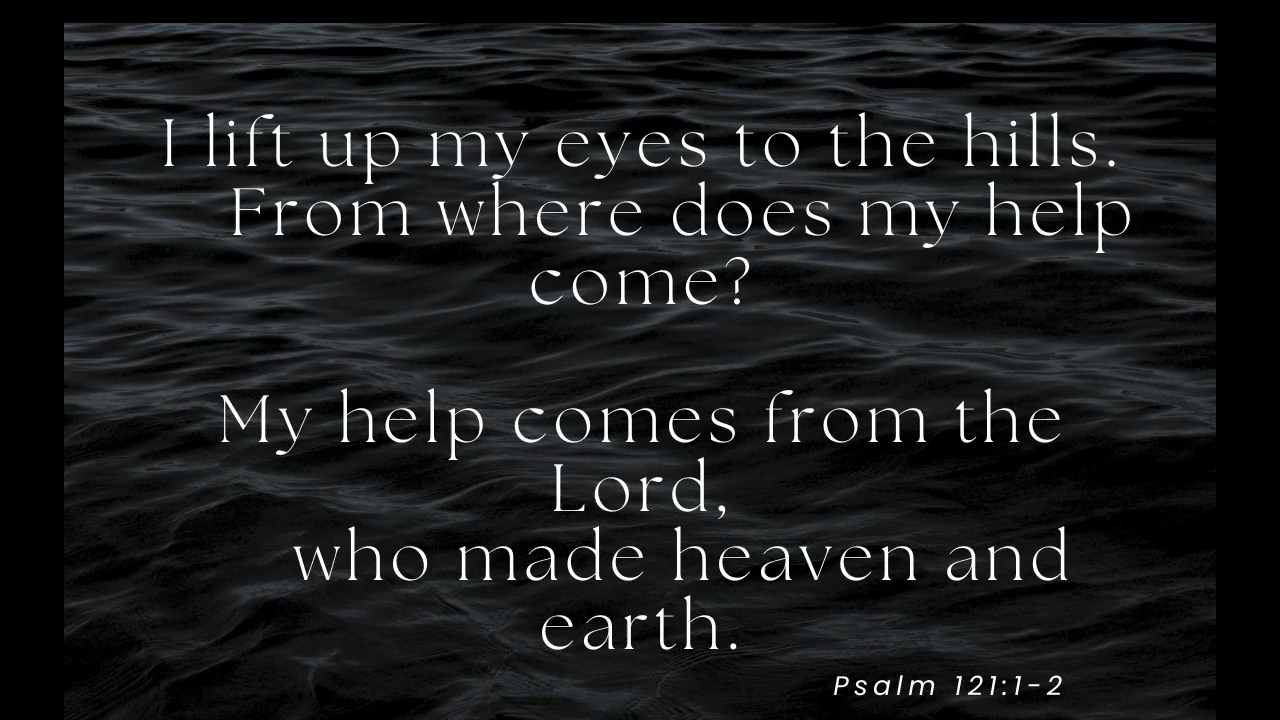 I lift up my eyes to the hills.
From where does my help
come?
My help comes from the
Lord,
who made heaven and
earth.
Psalm 121:1-2